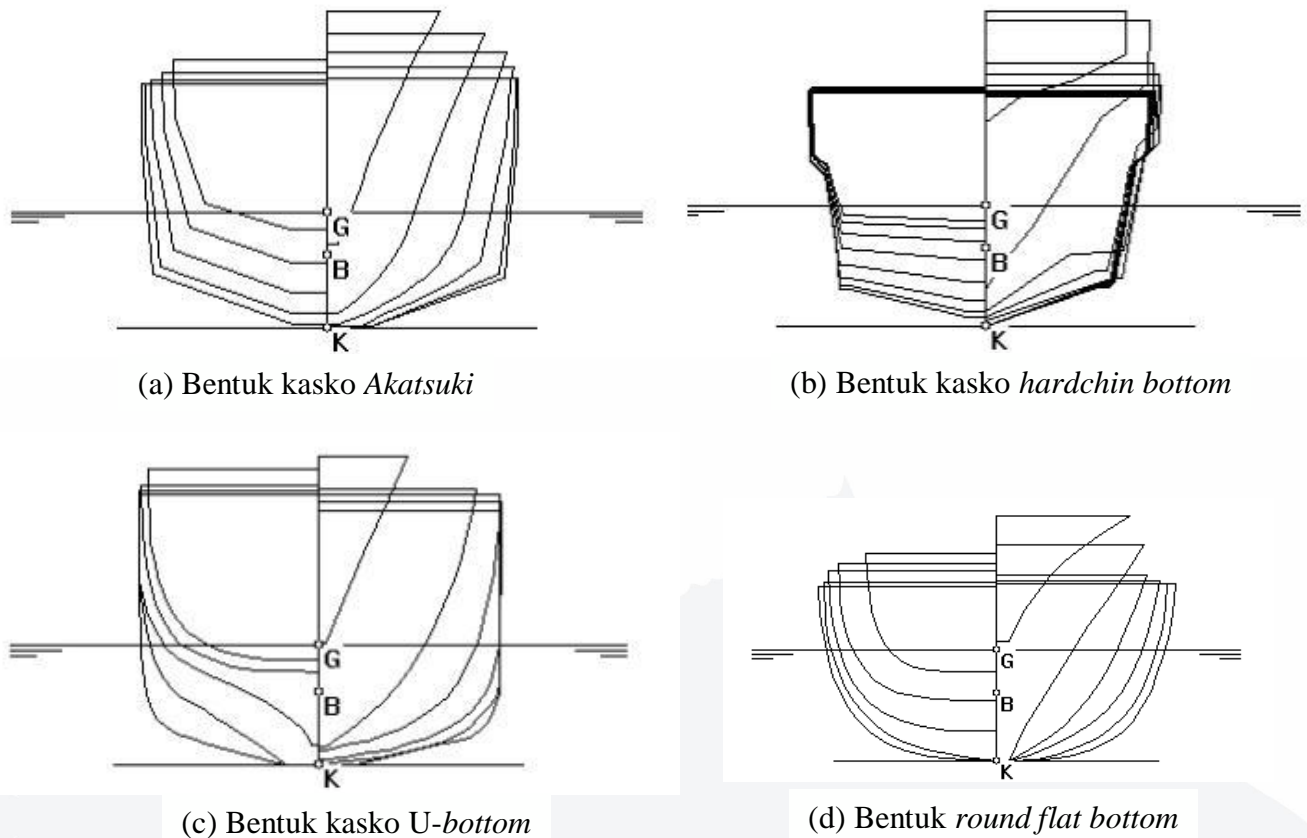 G
B
K
(a) Bentuk kasko Akatsuki
G
B
K
(b) Bentuk kasko hardchin bottom
G
B
K
(c) Bentuk kasko U-bottom
G
B
K
(d) Bentuk round flat bottom